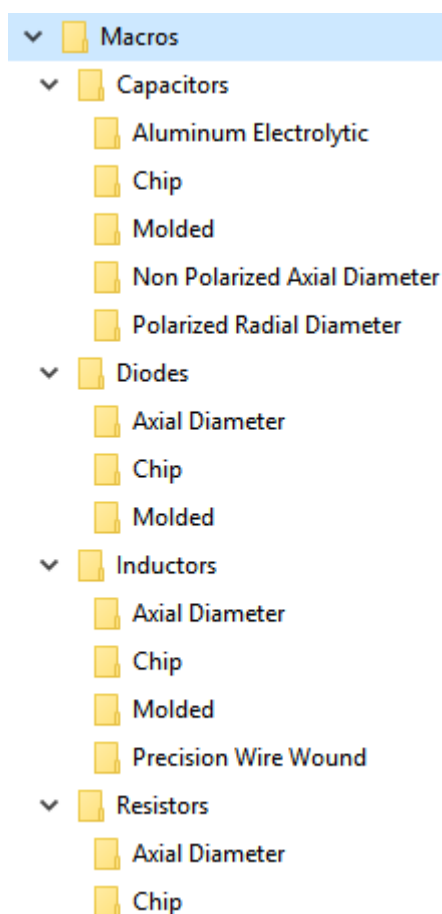 Macros
Capacitors
Aluminum Electrolytic
Chip
Molded
Non Polarized Axial Diameter
Polarized Radial Diameter
Diodes
Axial Diameter
Chip
Molded
Inductors
Axial Diameter
Chip
Molded
Precision Wire Wound
Resistors
Axial Diameter
Chip